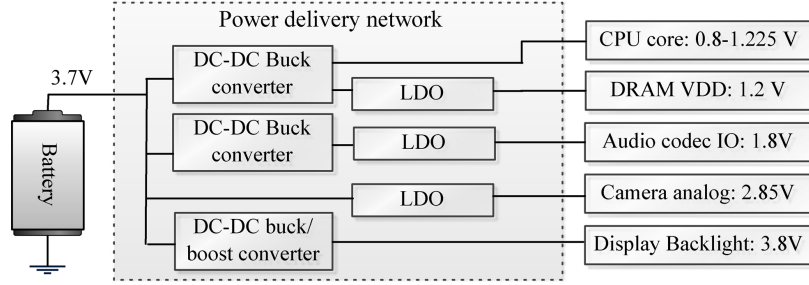 Power delivery network
3.7V
Battery
DC-DC Buck
converter
LDO
DC-DC Buck
converter
LDO
LDO
DC-DC buck/
boost converter
CPU core: 0.8-1.225 V
DRAM VDD: 1.2 V
Audio codec IO: 1.8V
Camera analog: 2.85V
Display Backlight: 3.8V